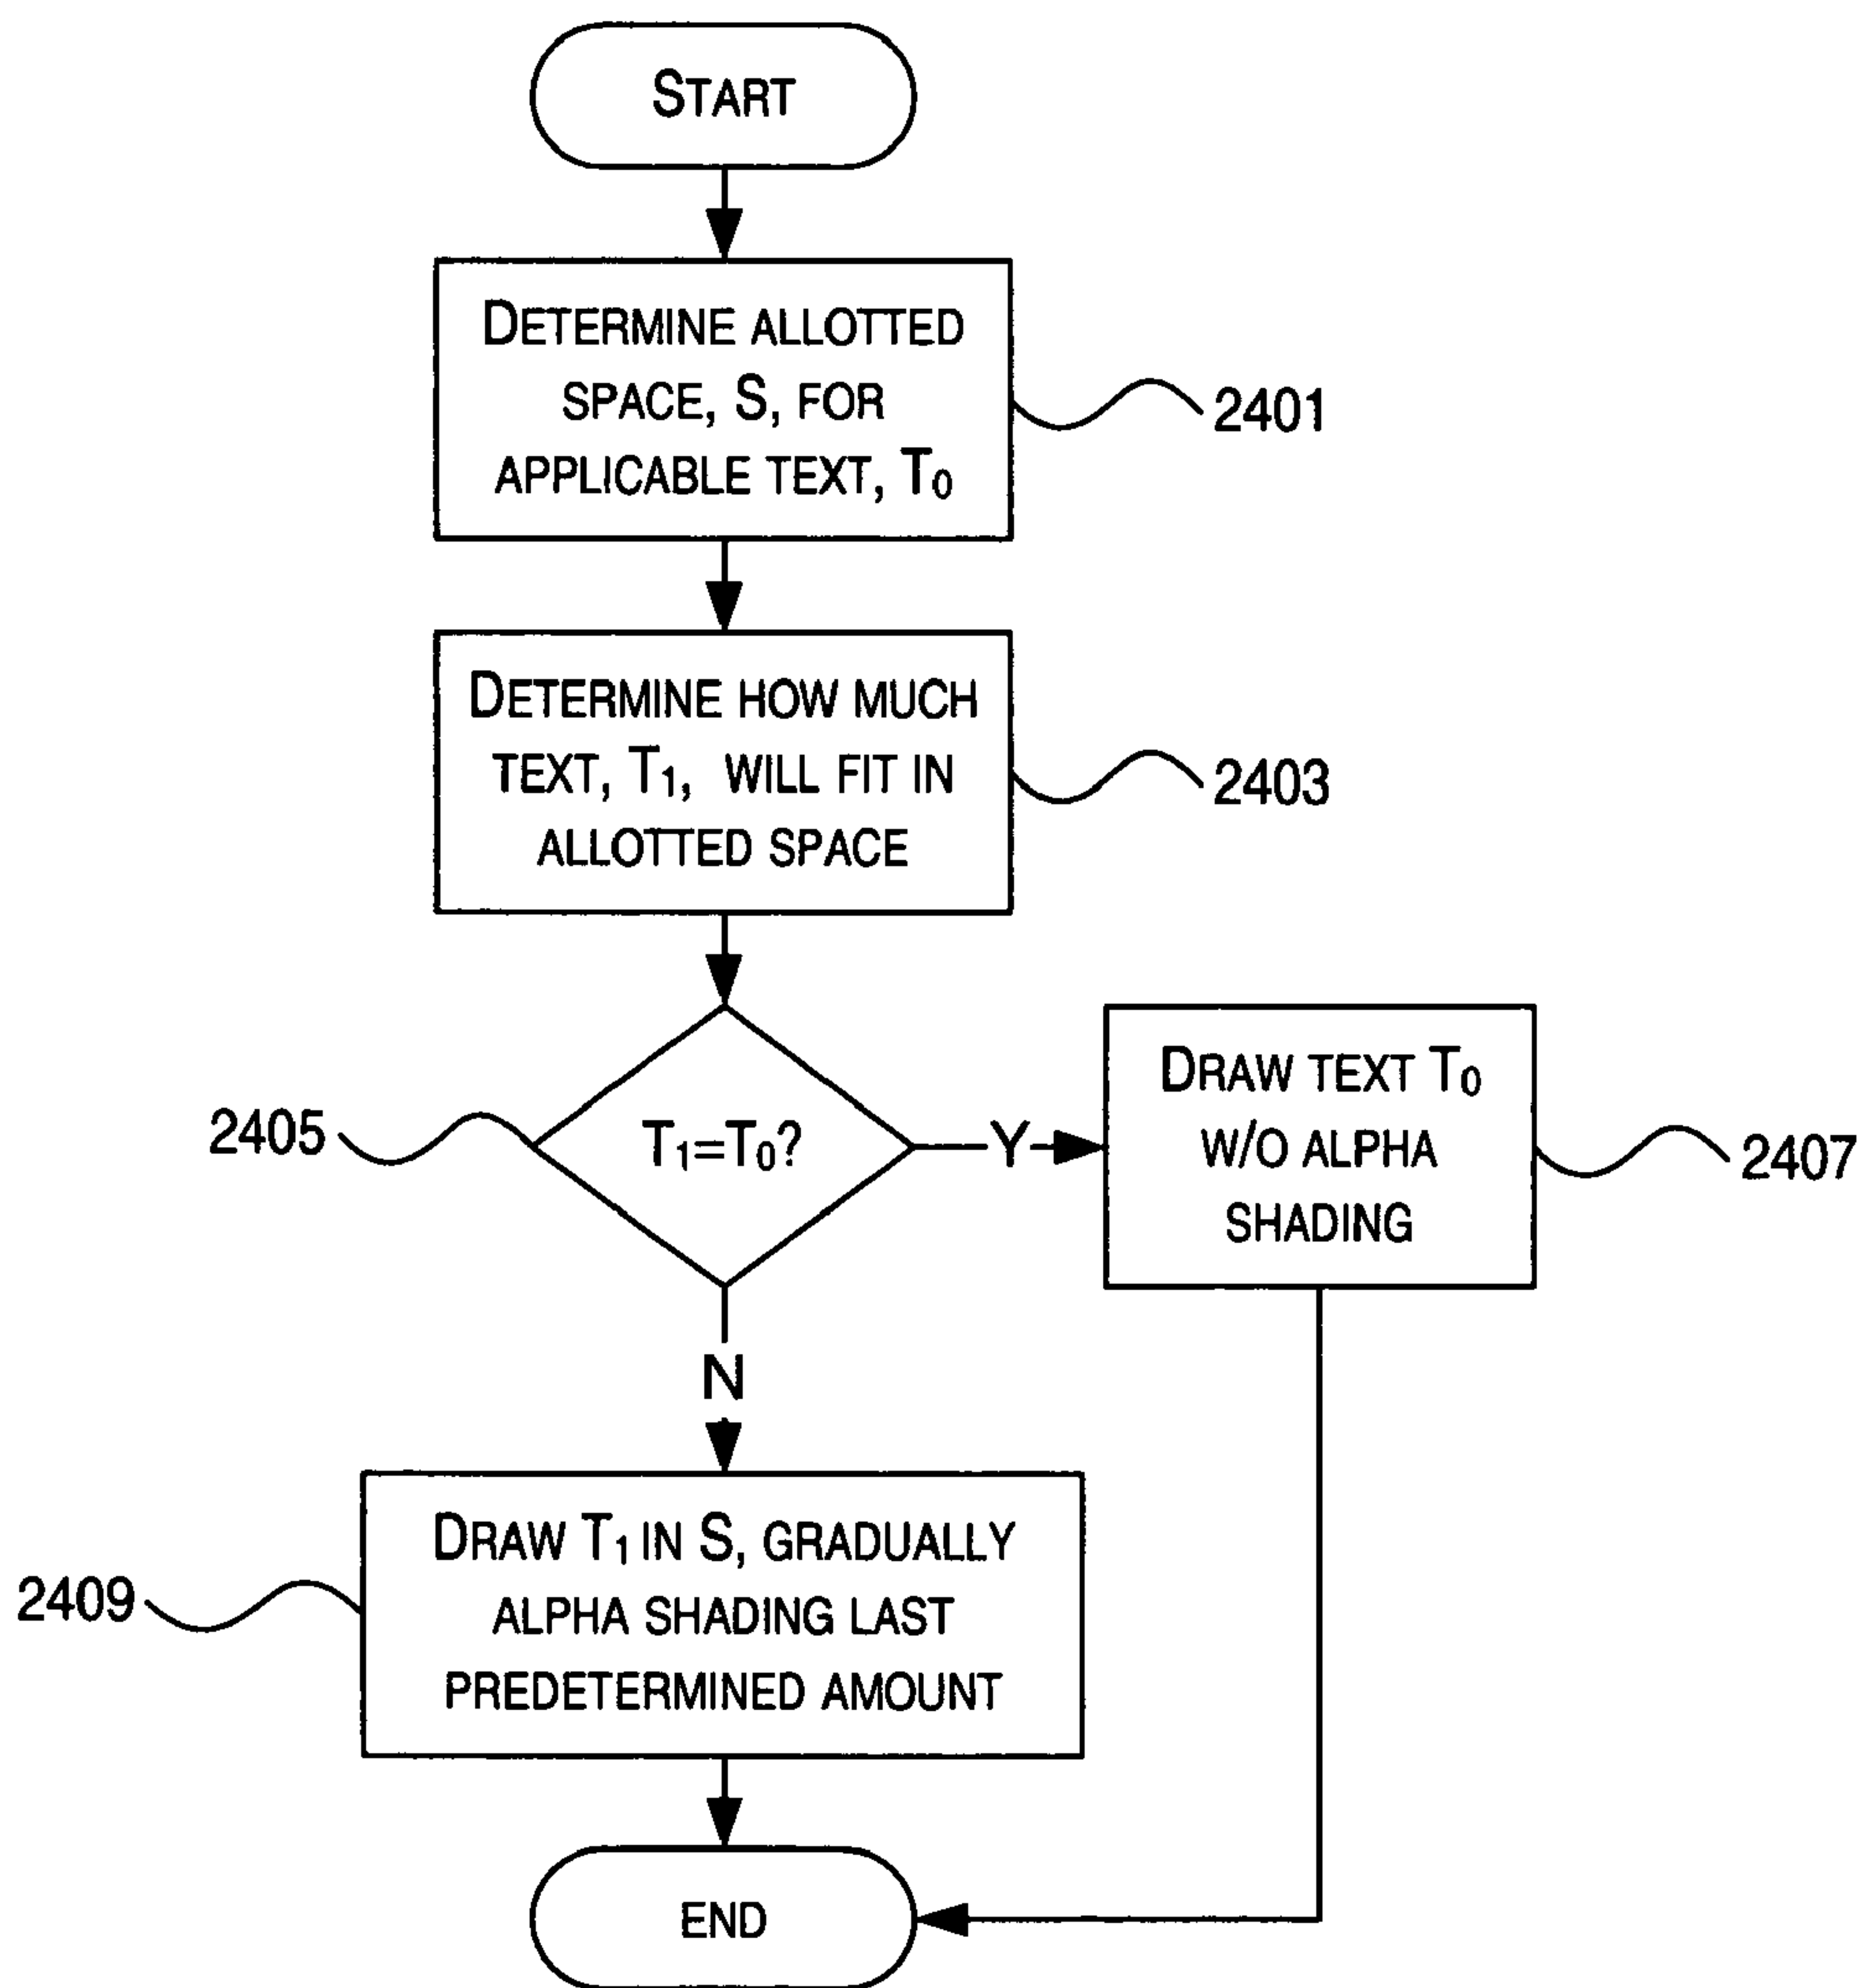 START
DETERMINE ALLOTTED
SPACE, S, FOR
APPLICABLE TEXT, T0
2401
DETERMINE HOW MUCH
TEXT, T1, WILL FIT IN
ALLOTTED SPACE
2403
2405
T1=T0?
Y
DRAW TEXT T0
W/O ALPHA
SHADING
2407
N
DRAW T1 IN S, GRADUALLY
ALPHA SHADING LAST
PREDETERMINED AMOUNT
2409
END